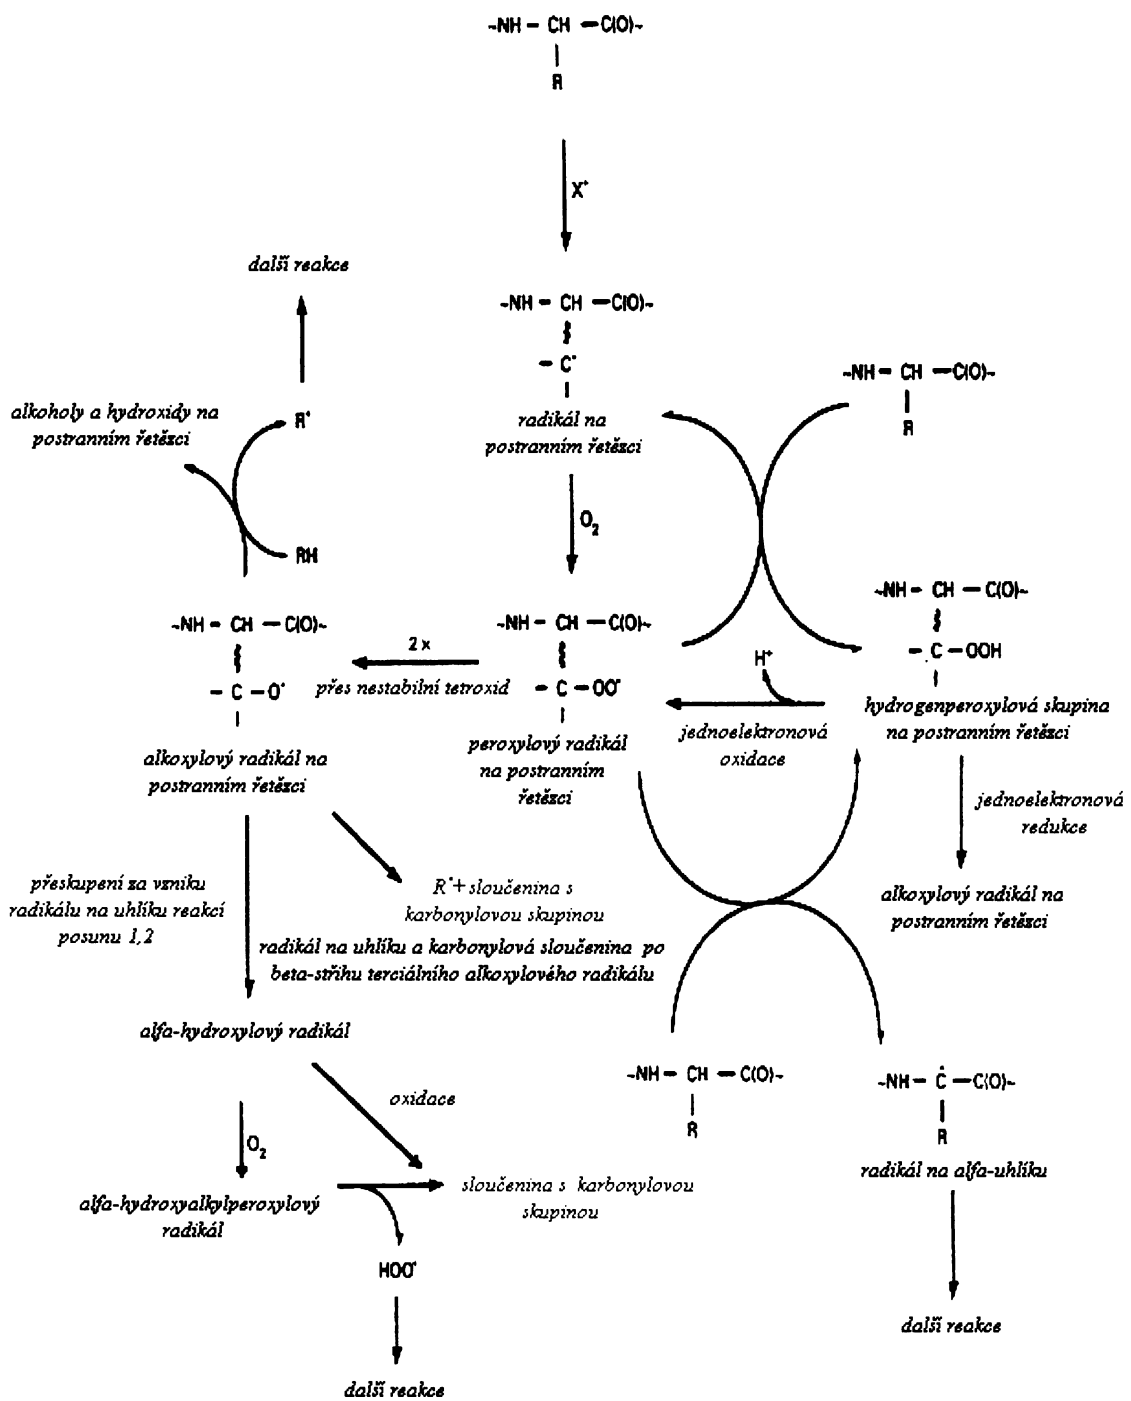 ~NH – CH – C(O)~
R
X•
další reakce
~NH – CH – C(O)~
– C•
radikál na
postranním řetězci
~NH – CH – C(O)~
R
alkoholy a hydroxidy na
postranním řetězci
R•
O2
RH
~NH – CH – C(O)~
– C – O•
alkoxylový radikál na
postranním řetězci
2 x
přes nestabilní tetroxid
~NH – CH – C(O)~
– C – OO•
peroxylový radikál
na postranním
řetězci
H+
jednoelektronová
oxidace
~NH – CH – C(O)~
– C – OOH
hydrogenperoxylová skupina
na postranním řetězci
jednoelektronová
redukce
alkoxylový radikál na
postranním řetězci
přeskupení za vzniku
radikálu na uhlíku reakcí
posunu 1,2
R•+sloučenina s
karbonylovou skupinou
radikál na uhlíku a karbonylová sloučenina po
beta-střihu terciálního alkoxylového radikálu
alfa-hydroxylový radikál
oxidace
O2
alfa-hydroxyalkylperoxylový
radikál
sloučenina s karbonylovou
skupinou
HOO•
další reakce
~NH – CH – C(O)~
R
~NH – Ċ – C(O)~
R
radikál na alfa-uhlíku
další reakce